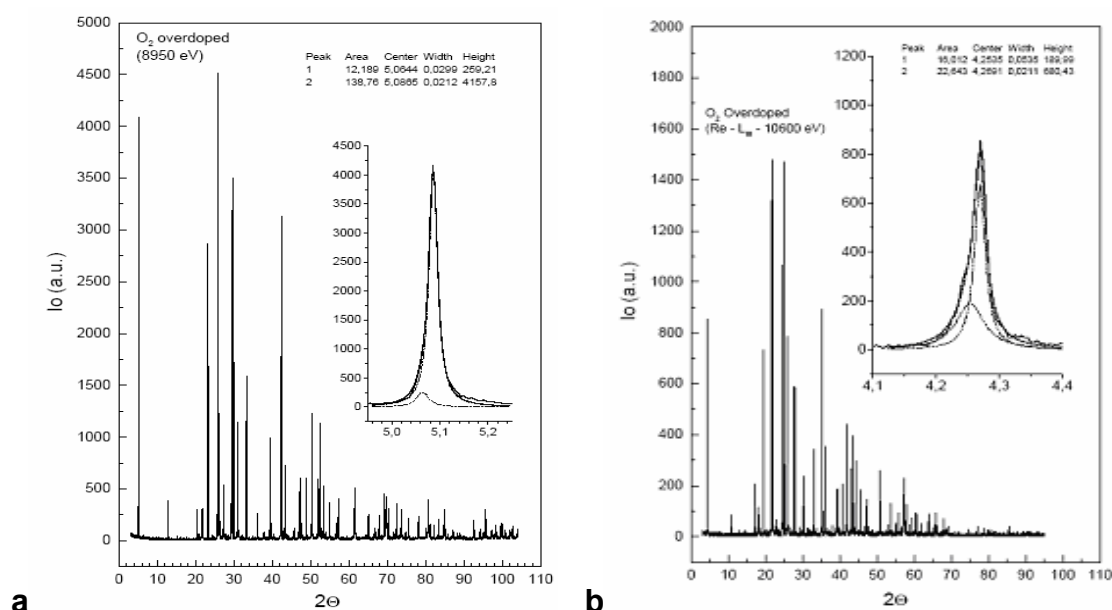 O₂ overdoped
(8950 eV)
Peak Area Center Width Height
1 12,189 5,0644 0,0299 259,21
2 138,76 5,0865 0,0212 4157,8
5000
4500
4000
3500
3000
2500
2000
1500
1000
500
0
Io (a.u.)
4500
4000
3500
3000
2500
2000
1500
1000
500
0
5,0 5,1 5,2
0 10 20 30 40 50 60 70 80 90 100 110
2Θ
a
O₂ Overdoped
(Re - L_III - 10600 eV)
Peak Area Center Width Height
1 16,012 4,2535 0,0535 189,99
2 22,643 4,2691 0,0211 680,43
2000
1800
1600
1400
1200
1000
800
600
400
200
0
Io (a.u.)
1200
1000
800
600
400
200
0
4,1 4,2 4,3 4,4
0 10 20 30 40 50 60 70 80 90 100 110
2Θ
b